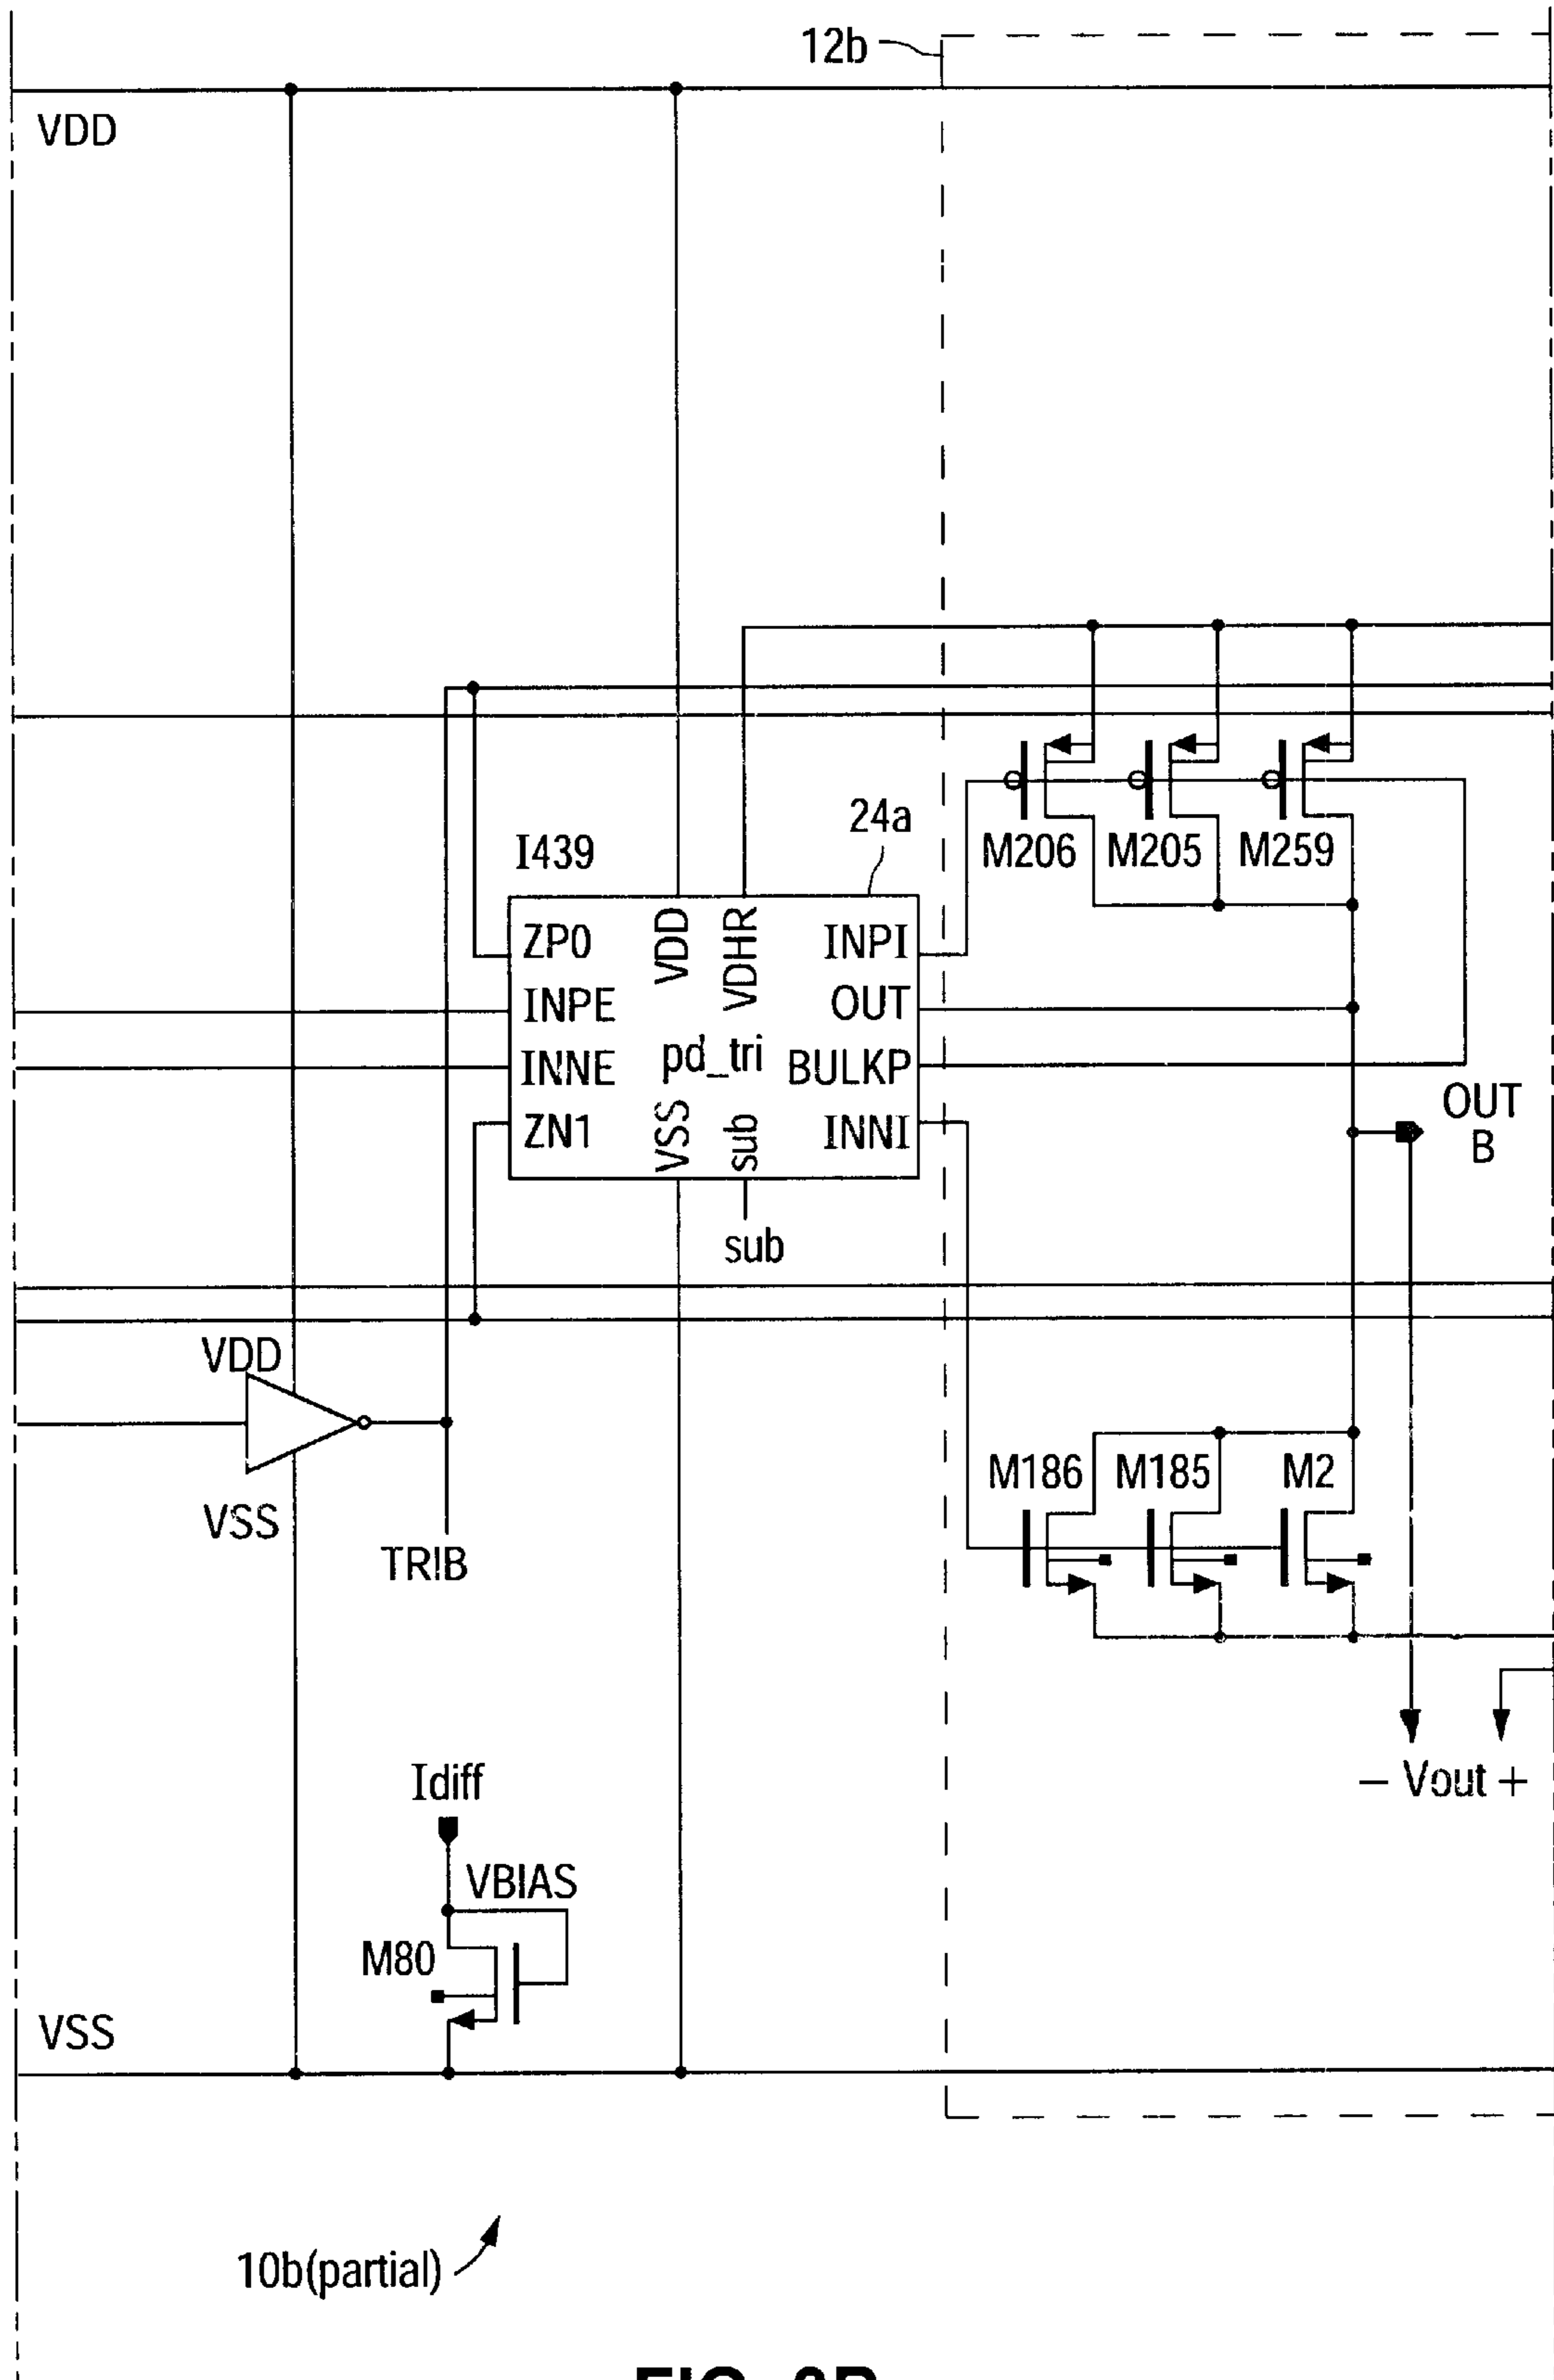 12b
VDD
24a
I439
M206 M205 M259
ZP0 VDD VDHR INPI
INPE OUT
INNE pd_tri BULKP
ZN1 VSS sub INNI
OUT
B
sub
VDD
VSS
TRIB
M186 M185 M2
Idiff
VBIAS
M80
− Vout +
VSS
10b(partial)